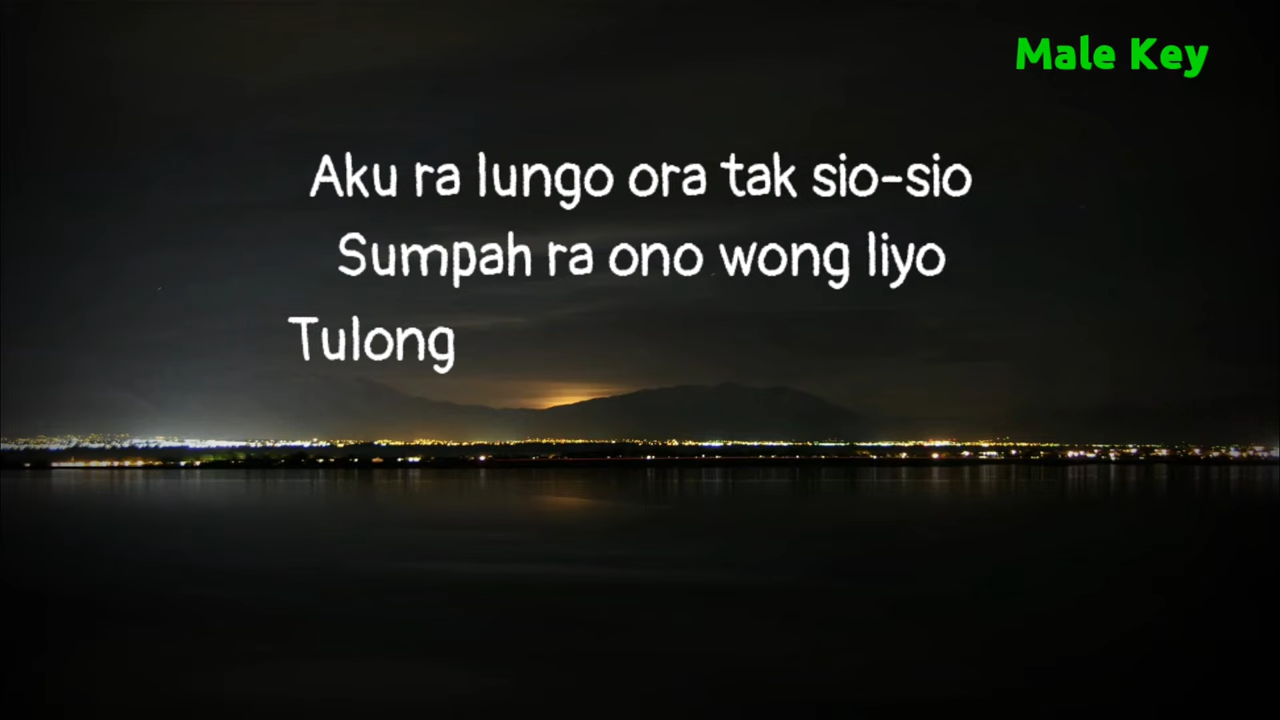 Male Key
Aku ra lungo ora tak sio-sio
Sumpah ra ono wong liyo
Tulong